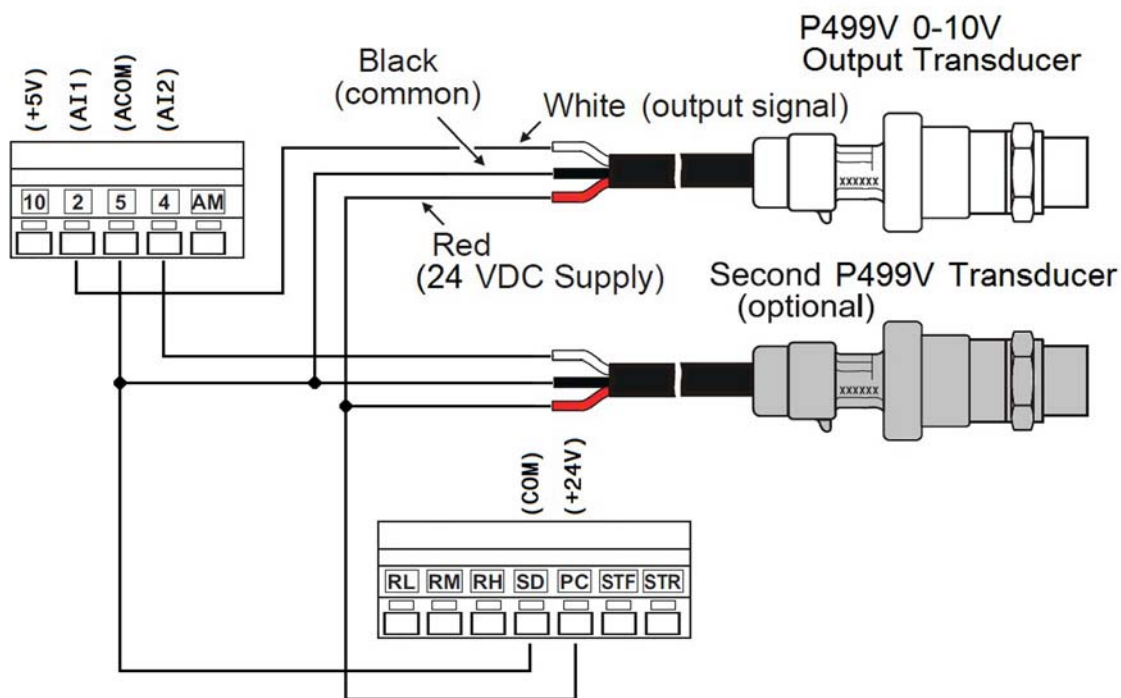 P499V 0-10V
Output Transducer
Black
(common)
White (output signal)
(+5V)
(AI1)
(ACOM)
(AI2)
10 2 5 4 AM
xxxxxx
Red
(24 VDC Supply)
Second P499V Transducer
(optional)
xxxxxx
(COM)
(+24V)
RL RM RH SD PC STF STR